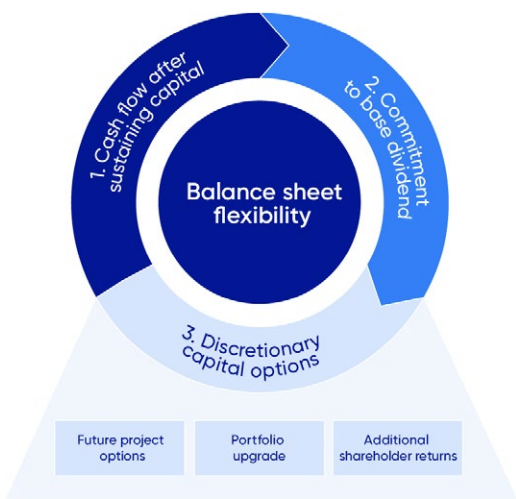 1. Cash flow after
sustaining capital
2. Commitment
to base dividend
Balance sheet
flexibility
3. Discretionary
capital options
Future project
options
Portfolio
upgrade
Additional
shareholder returns